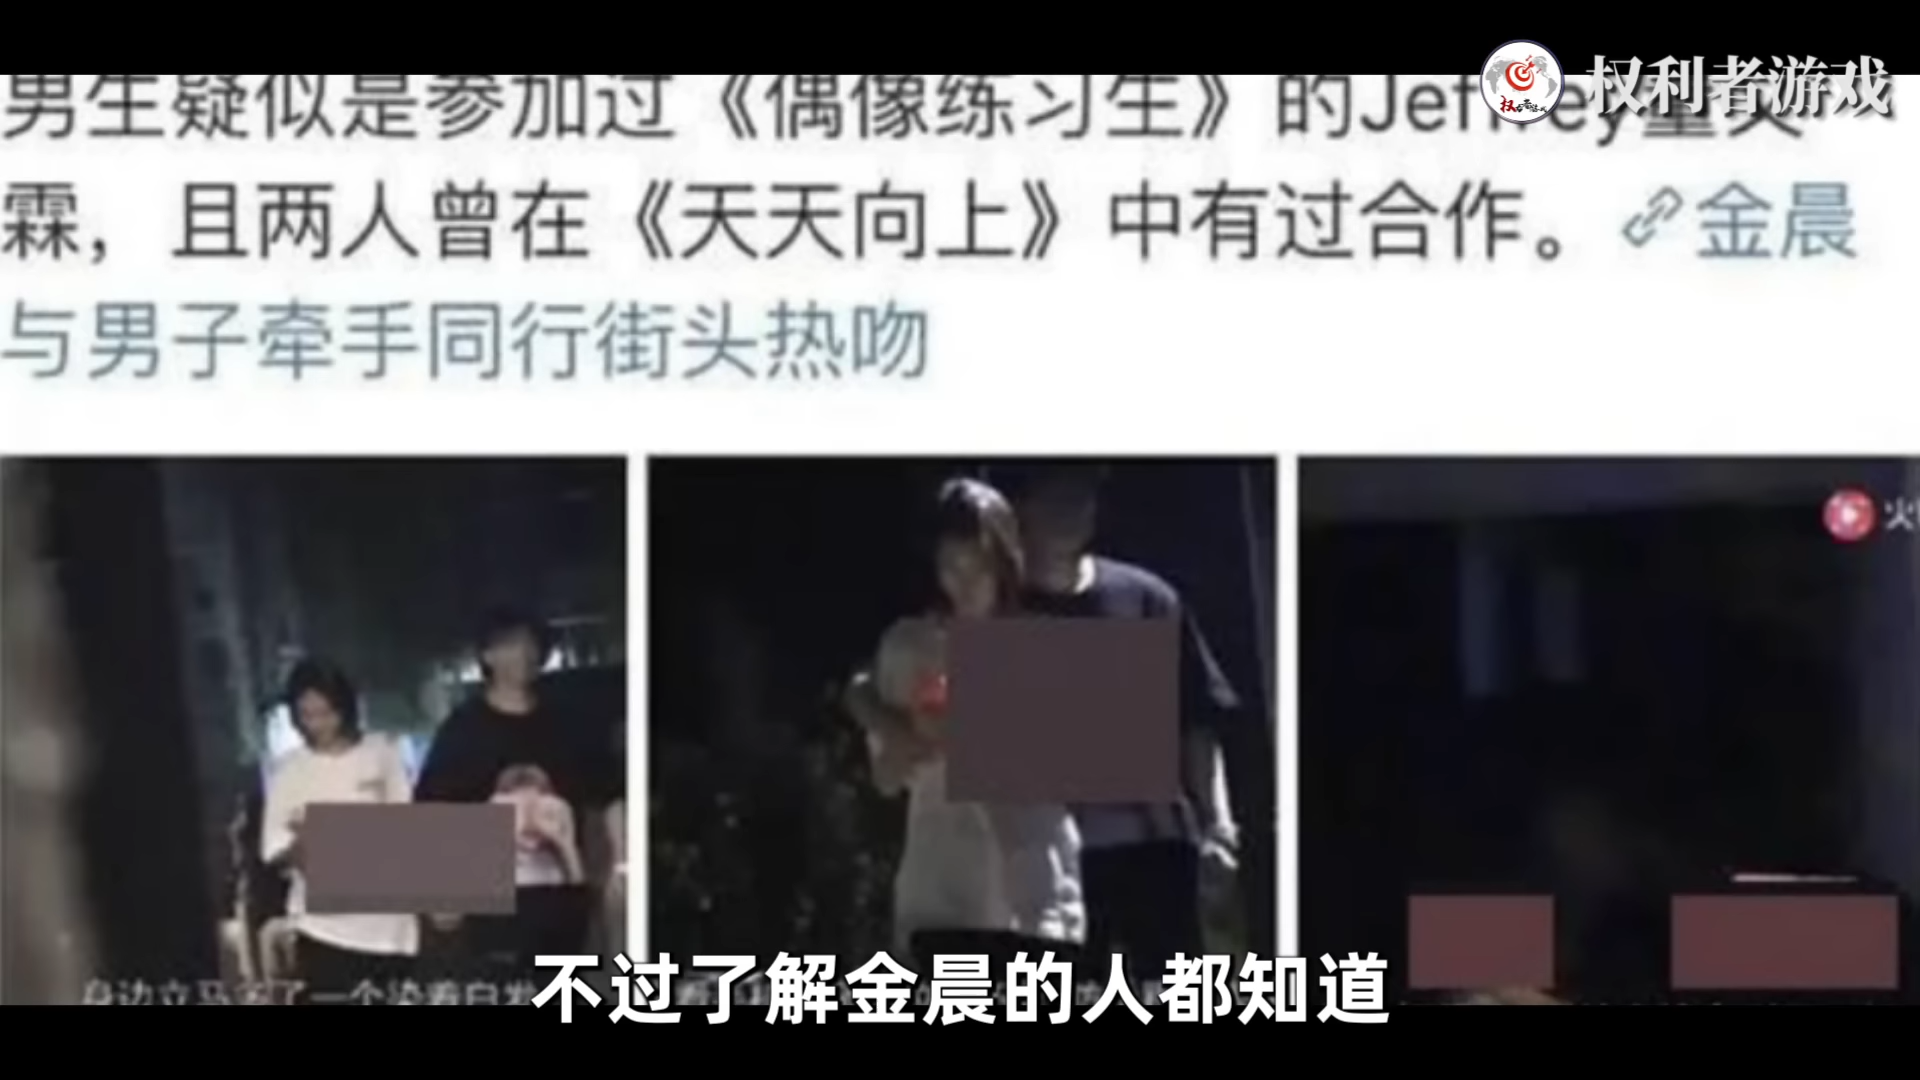 权利者游戏
男生疑似是参加过《偶像练习生》的Jeffrey董又
霖，且两人曾在《天天向上》中有过合作。金晨
与男子牵手同行街头热吻
火
不过了解金晨的人都知道